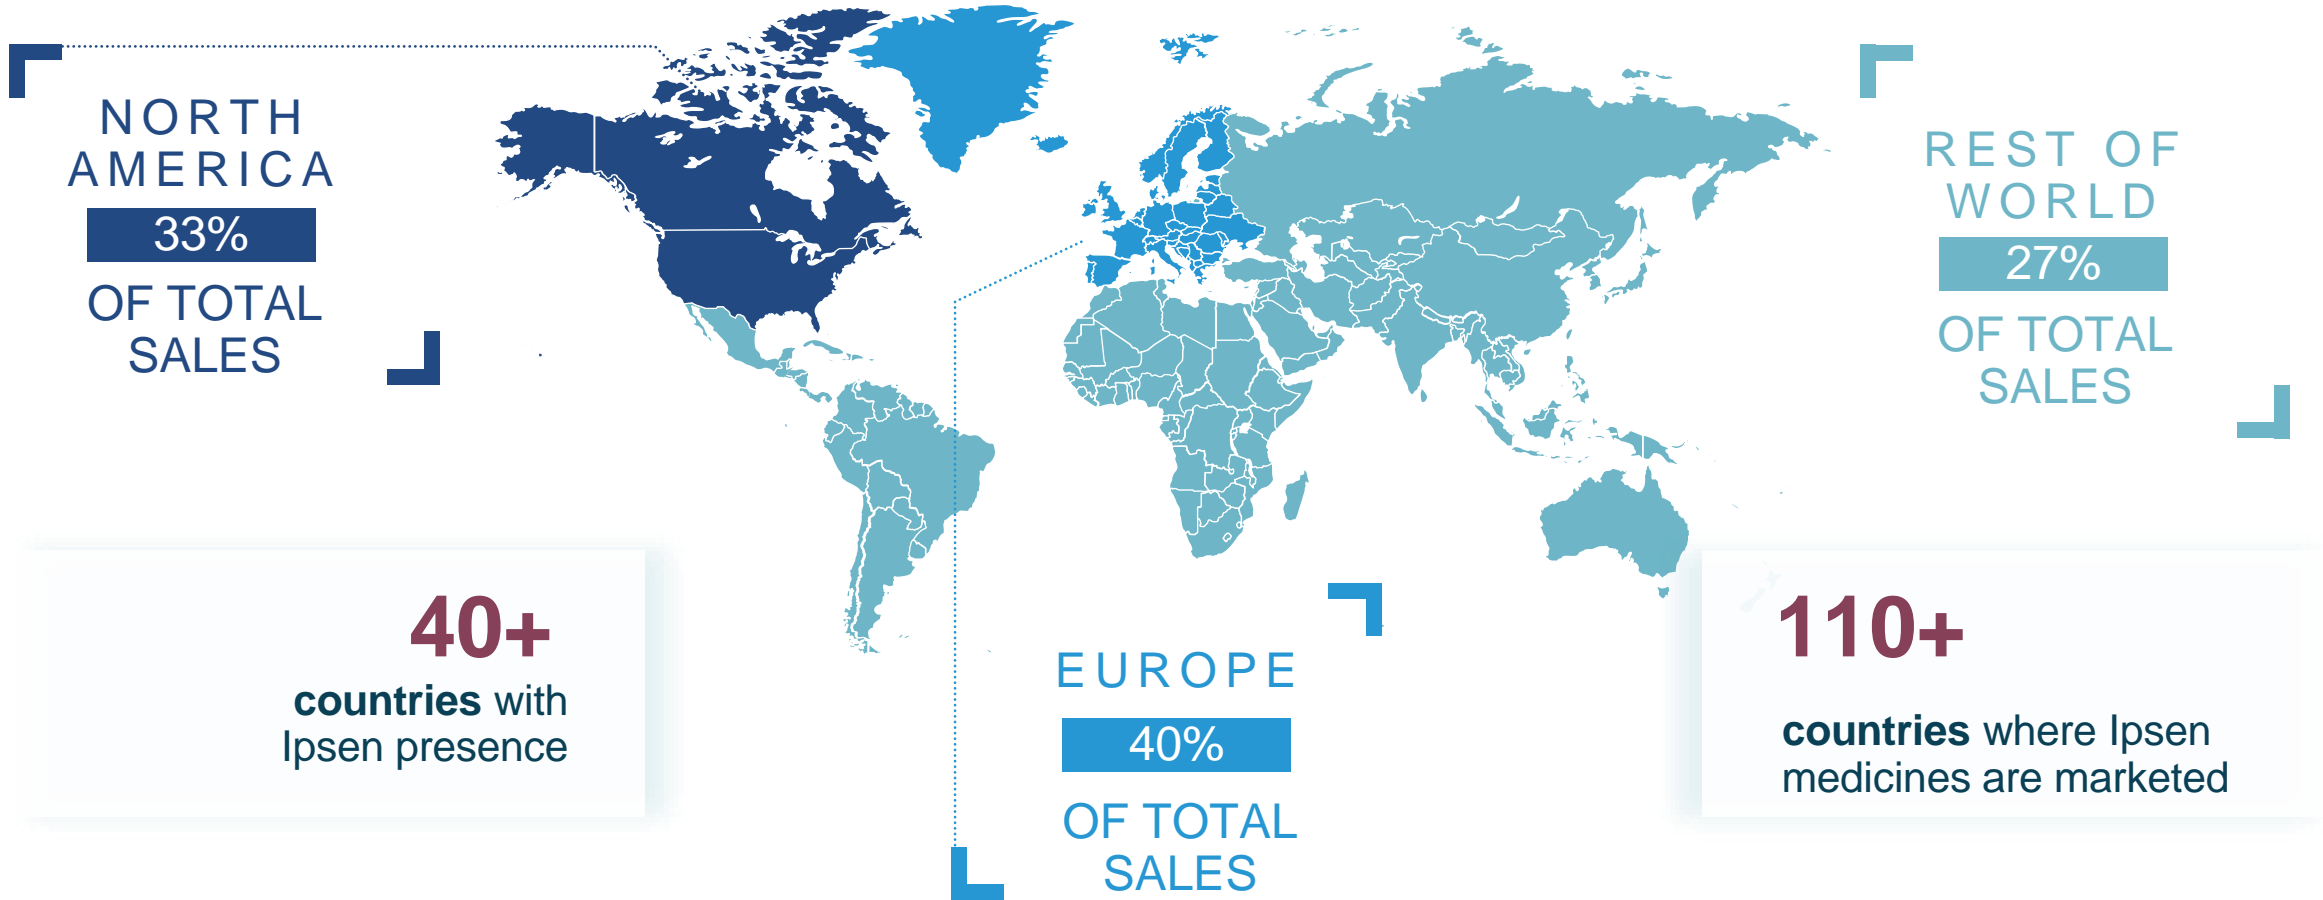 NORTH
AMERICA
33%
OF TOTAL
SALES
REST OF
WORLD
27%
OF TOTAL
SALES
40+
countries with
Ipsen presence
EUROPE
40%
OF TOTAL
SALES
110+
countries where Ipsen
medicines are marketed